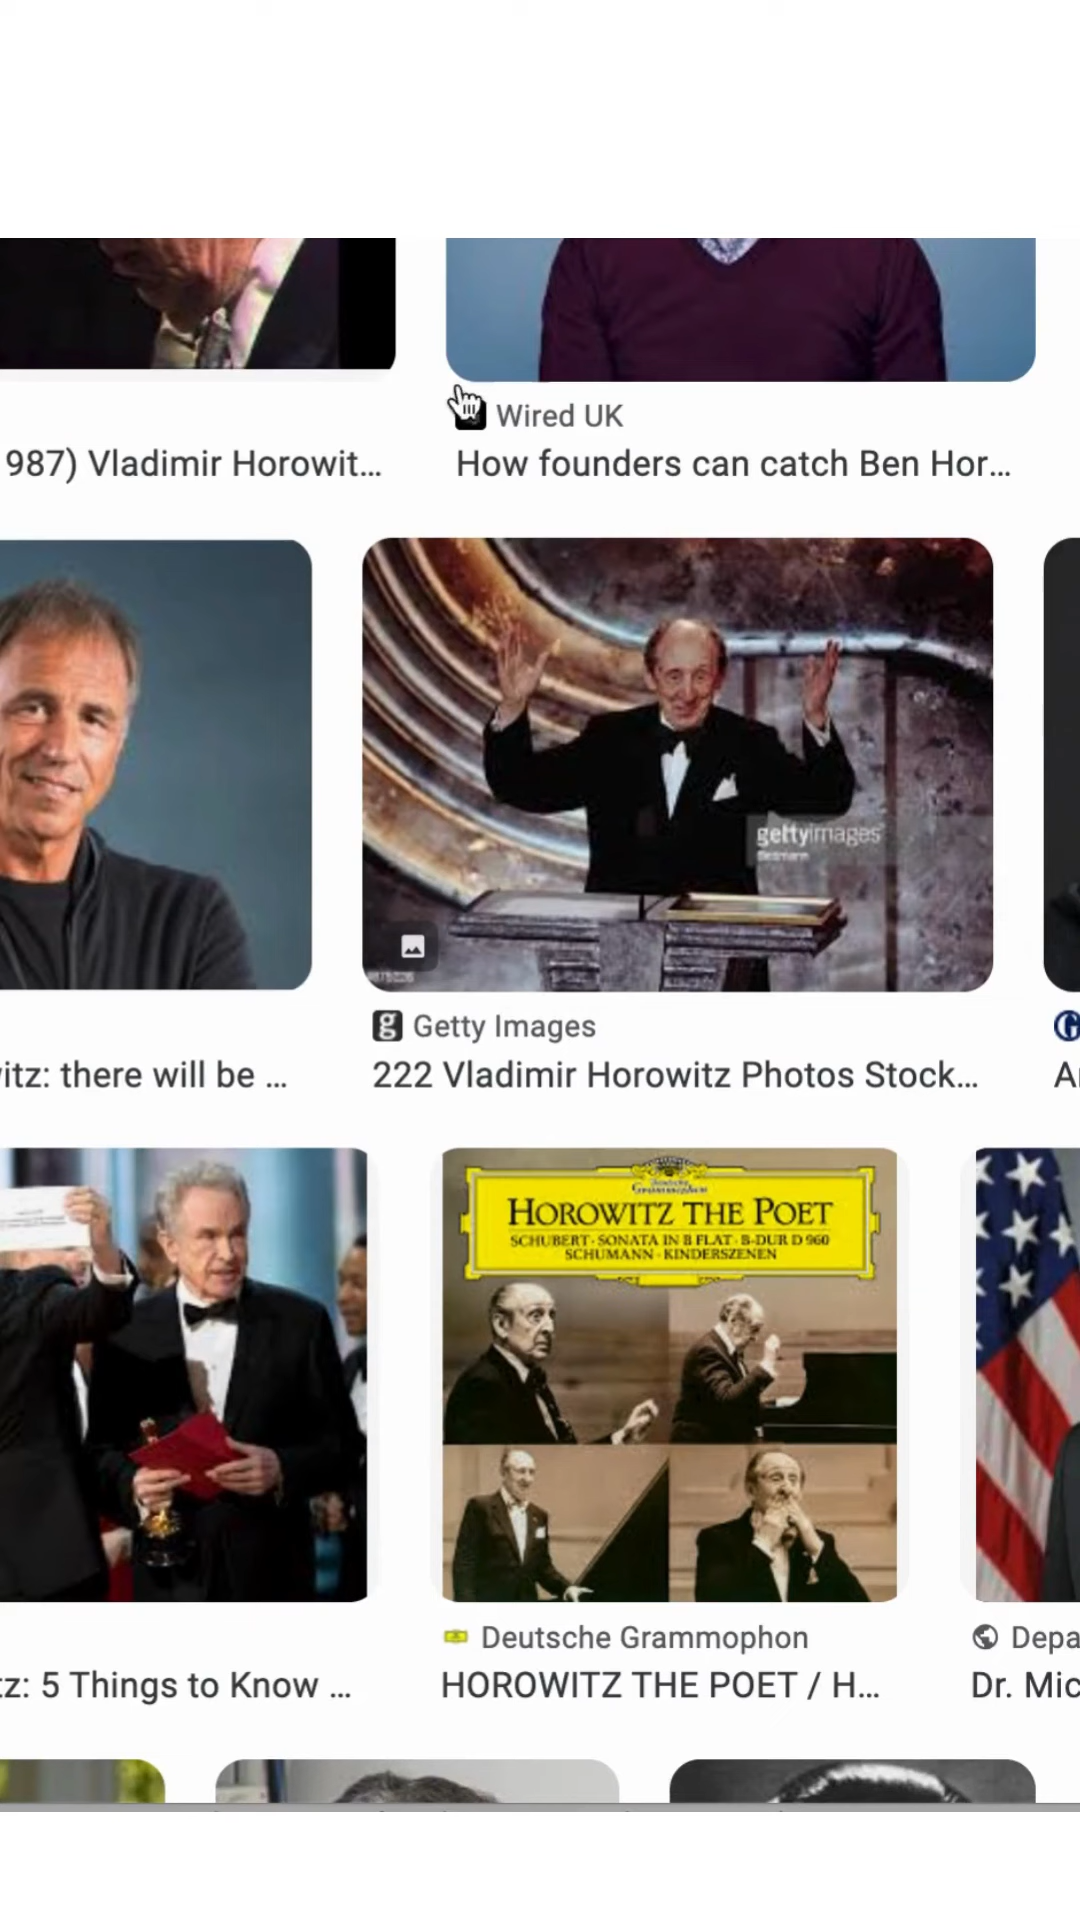 Wired UK
987) Vladimir Horowit...
How founders can catch Ben Hor...
gettyimages
Getty Images
itz: there will be ...
222 Vladimir Horowitz Photos Stock...
HOROWITZ THE POET
SCHUBERT · SONATA IN B FLAT · B-DUR D 960
SCHUMANN · KINDERSZENEN
Deutsche Grammophon
Depa
tz: 5 Things to Know ...
HOROWITZ THE POET / H...
Dr. Mic